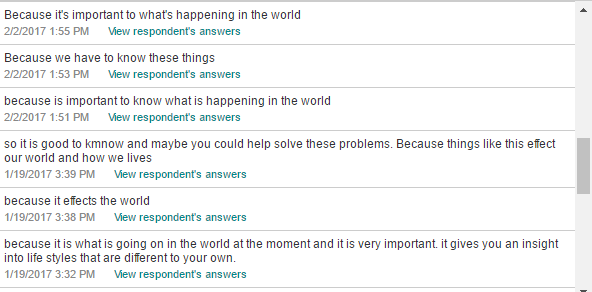 Because it's important to what's happening in the world
2/2/2017 1:55 PM View respondent's answers
Because we have to know these things
2/2/2017 1:53 PM View respondent's answers
because is important to know what is happening in the world
2/2/2017 1:51 PM View respondent's answers
so it is good to kmnow and maybe you could help solve these problems. Because things like this effect
our world and how we lives
1/19/2017 3:39 PM View respondent's answers
because it effects the world
1/19/2017 3:38 PM View respondent's answers
because it is what is going on in the world at the moment and it is very important. it gives you an insight
into life styles that are different to your own.
1/19/2017 3:32 PM View respondent's answers